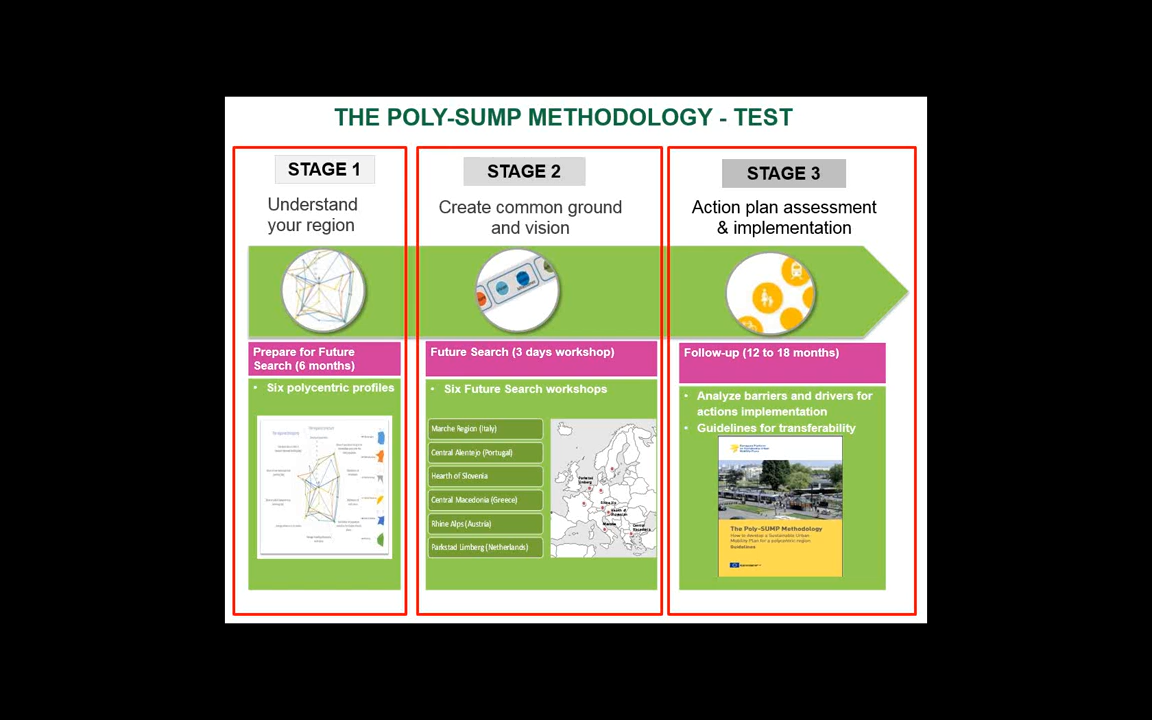 THE POLY-SUMP METHODOLOGY - TEST
STAGE 1
Understand
your region
Prepare for Future
Search (6 months)
• Six polycentric profiles
STAGE 2
Create common ground
and vision
Future Search (3 days workshop)
• Six Future Search workshops
Marche Region (Italy)
Central Alentejo (Portugal)
Hearth of Slovenia
Central Macedonia (Greece)
Rhine Alps (Austria)
Parkstad Limberg (Netherlands)
STAGE 3
Action plan assessment
& implementation
Follow-up (12 to 18 months)
• Analyze barriers and drivers for
actions implementation
• Guidelines for transferability
The Poly-SUMP Methodology
How to develop a Sustainable Urban
Mobility Plan for a polycentric region
Guidelines